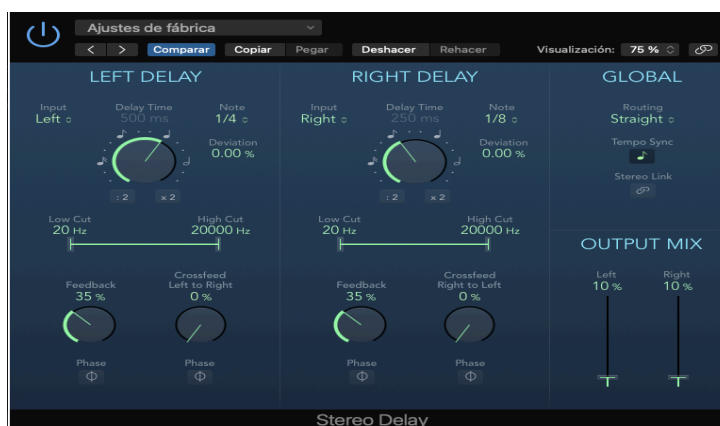 Ajustes de fábrica
Comparar Copiar Pegar Deshacer Rehacer Visualización: 75 %
LEFT DELAY
Input Delay Time Note
Left 500 ms 1/4
Deviation
0.00 %
: 2 x 2
Low Cut High Cut
20 Hz 20000 Hz
Feedback Crossfeed
Left to Right
35 % 0 %
Phase Phase
RIGHT DELAY
Input Delay Time Note
Right 250 ms 1/8
Deviation
0.00 %
: 2 x 2
Low Cut High Cut
20 Hz 20000 Hz
Feedback Crossfeed
Right to Left
35 % 0 %
Phase Phase
GLOBAL
Routing
Straight
Tempo Sync
Stereo Link
OUTPUT MIX
Left Right
10 % 10 %
Stereo Delay